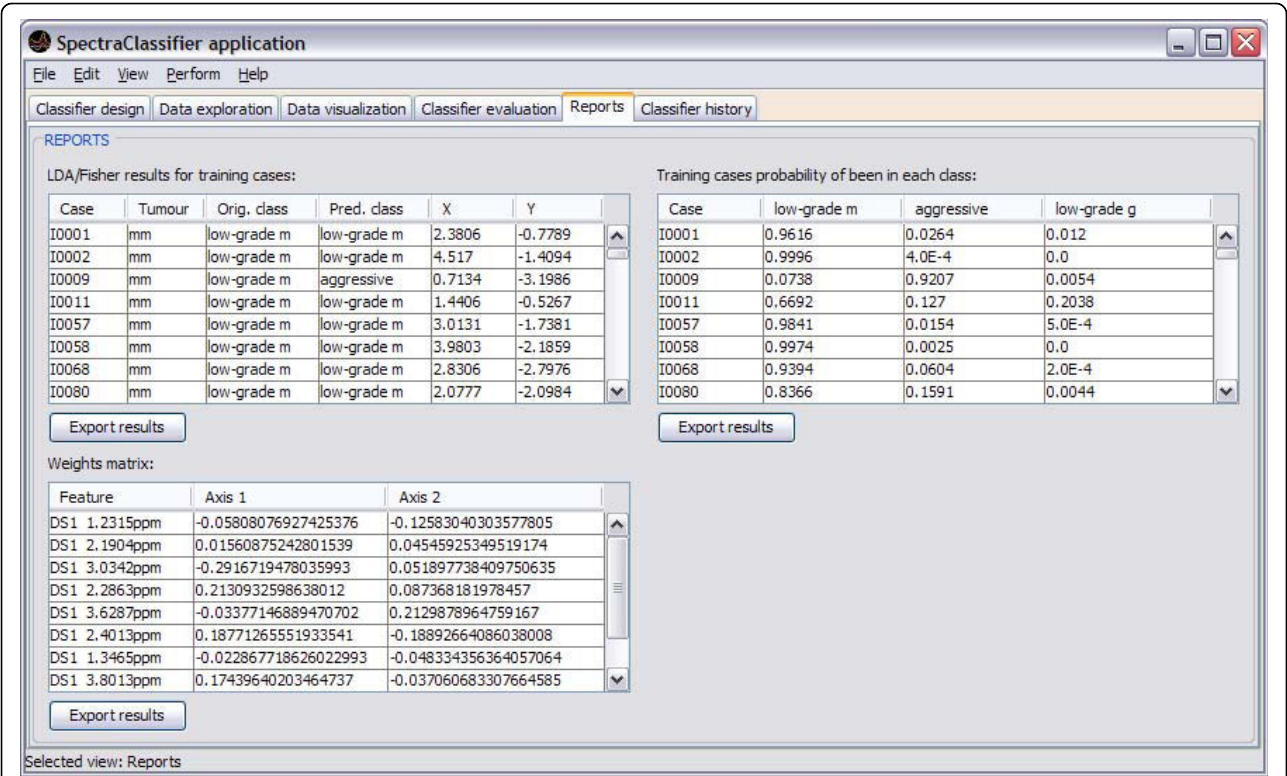 SpectraClassifier application
File Edit View Perform Help
Classifier design Data exploration Data visualization Classifier evaluation Reports Classifier history
REPORTS
LDA/Fisher results for training cases:
Case Tumour Orig. class Pred. class X Y
I0001 mm low-grade m low-grade m 2.3806 -0.7789
I0002 mm low-grade m low-grade m 4.517 -1.4094
I0009 mm low-grade m aggressive 0.7134 -3.1986
I0011 mm low-grade m low-grade m 1.4406 -0.5267
I0057 mm low-grade m low-grade m 3.0131 -1.7381
I0058 mm low-grade m low-grade m 3.9803 -2.1859
I0068 mm low-grade m low-grade m 2.8306 -2.7976
I0080 mm low-grade m low-grade m 2.0777 -2.0984
Export results
Training cases probability of been in each class:
Case low-grade m aggressive low-grade g
I0001 0.9616 0.0264 0.012
I0002 0.9996 4.0E-4 0.0
I0009 0.0738 0.9207 0.0054
I0011 0.6692 0.127 0.2038
I0057 0.9841 0.0154 5.0E-4
I0058 0.9974 0.0025 0.0
I0068 0.9394 0.0604 2.0E-4
I0080 0.8366 0.1591 0.0044
Export results
Weights matrix:
Feature Axis 1 Axis 2
DS1 1.2315ppm -0.05808076927425376 -0.12583040303577805
DS1 2.1904ppm 0.01560875242801539 0.04545925349519174
DS1 3.0342ppm -0.2916719478035993 0.051897738409750635
DS1 2.2863ppm 0.2130932598638012 0.087368181978457
DS1 3.6287ppm -0.03377146889470702 0.2129878964759167
DS1 2.4013ppm 0.18771265551933541 -0.18892664086038008
DS1 1.3465ppm -0.022867718626022993 -0.048334356364057064
DS1 3.8013ppm 0.17439640203464737 -0.037060683307664585
Export results
Selected view: Reports